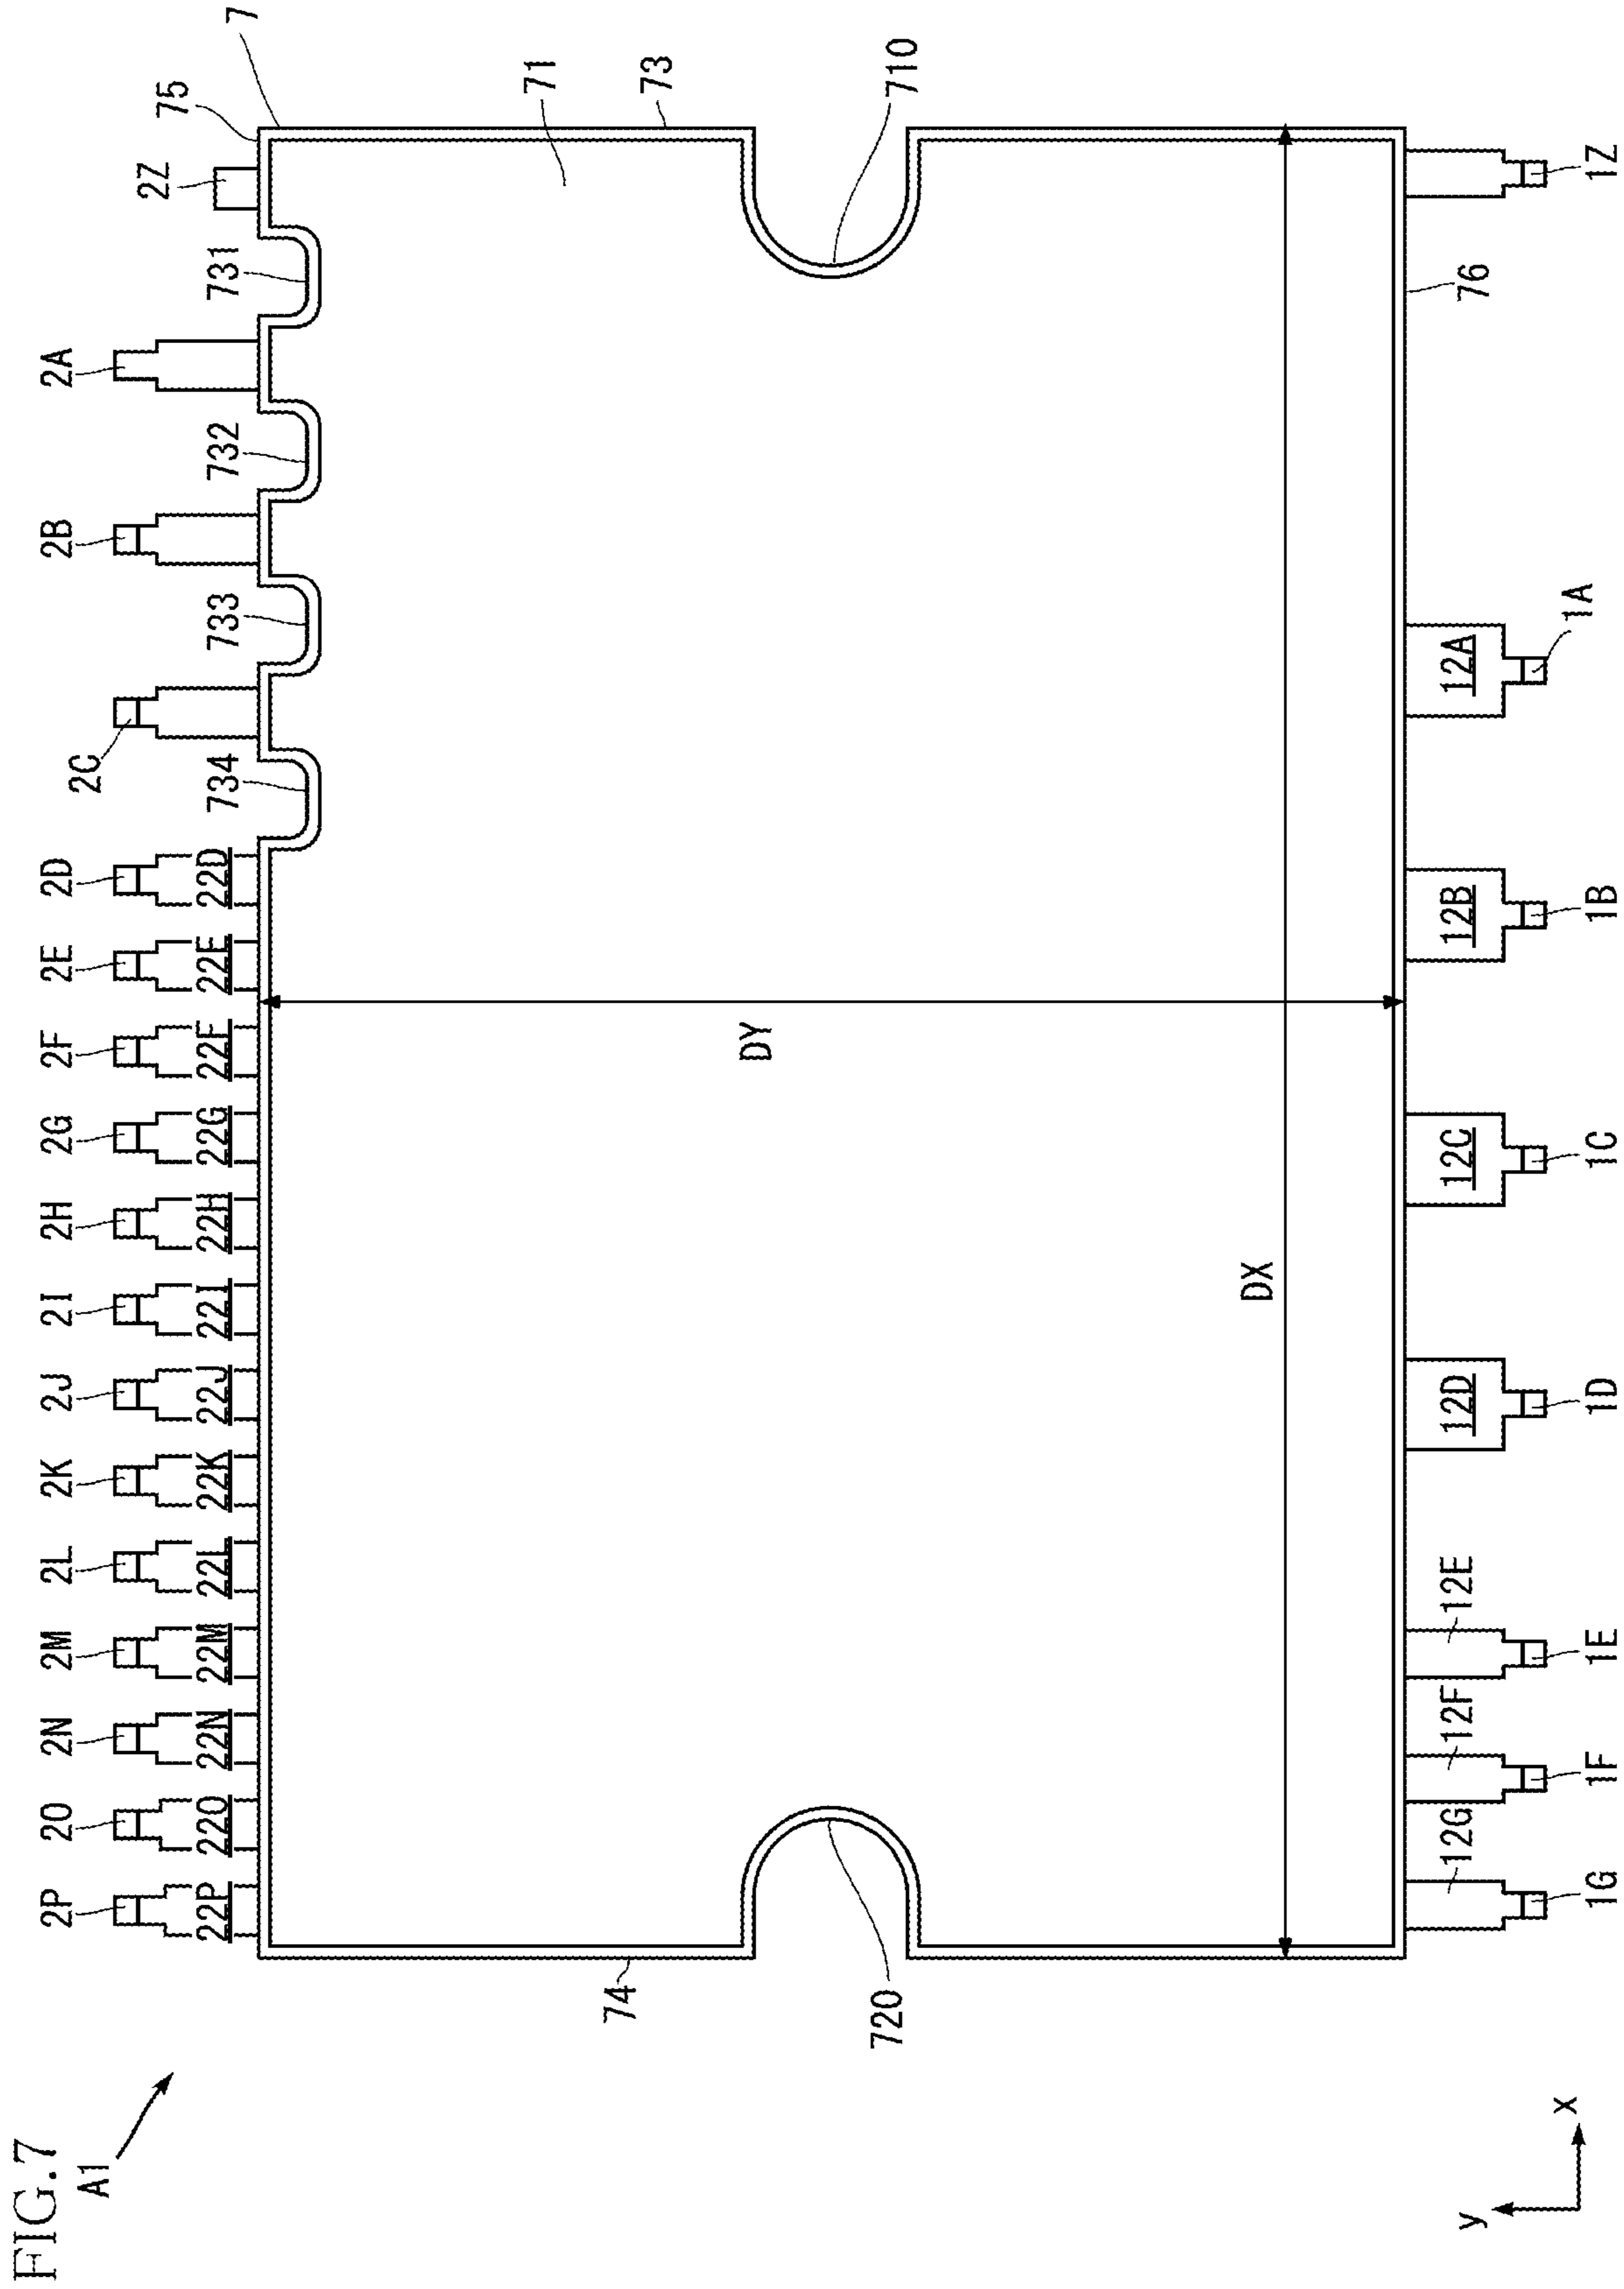 FIG.7
A1
2P 2O 2N 2M 2L 2K 2J 2I 2H 2G 2F 2E 2D 2C 2B 2A 2Z 75 7
22P 22O 22N 22M 22L 22K 22J 22I 22H 22G 22F 22E 22D 734 733 732 731
71
74 73
DY
720 710
DX
12G 12F 12E 12D 12C 12B 12A 76
1G 1F 1E 1D 1C 1B 1A 1Z
y
x